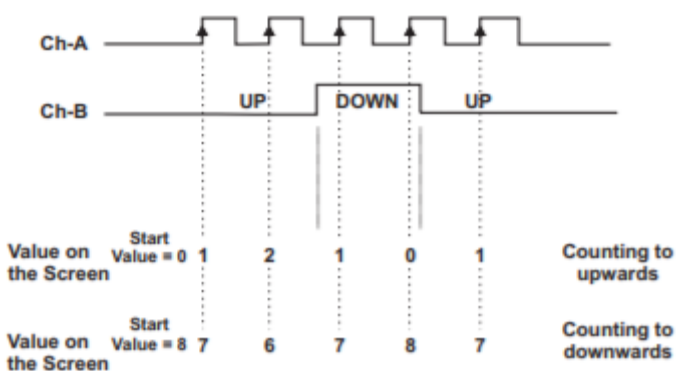 Ch-A
Ch-B
UP DOWN UP
Value on the Screen Start Value = 0 1 2 1 0 1 Counting to upwards
Value on the Screen Start Value = 8 7 6 7 8 7 Counting to downwards